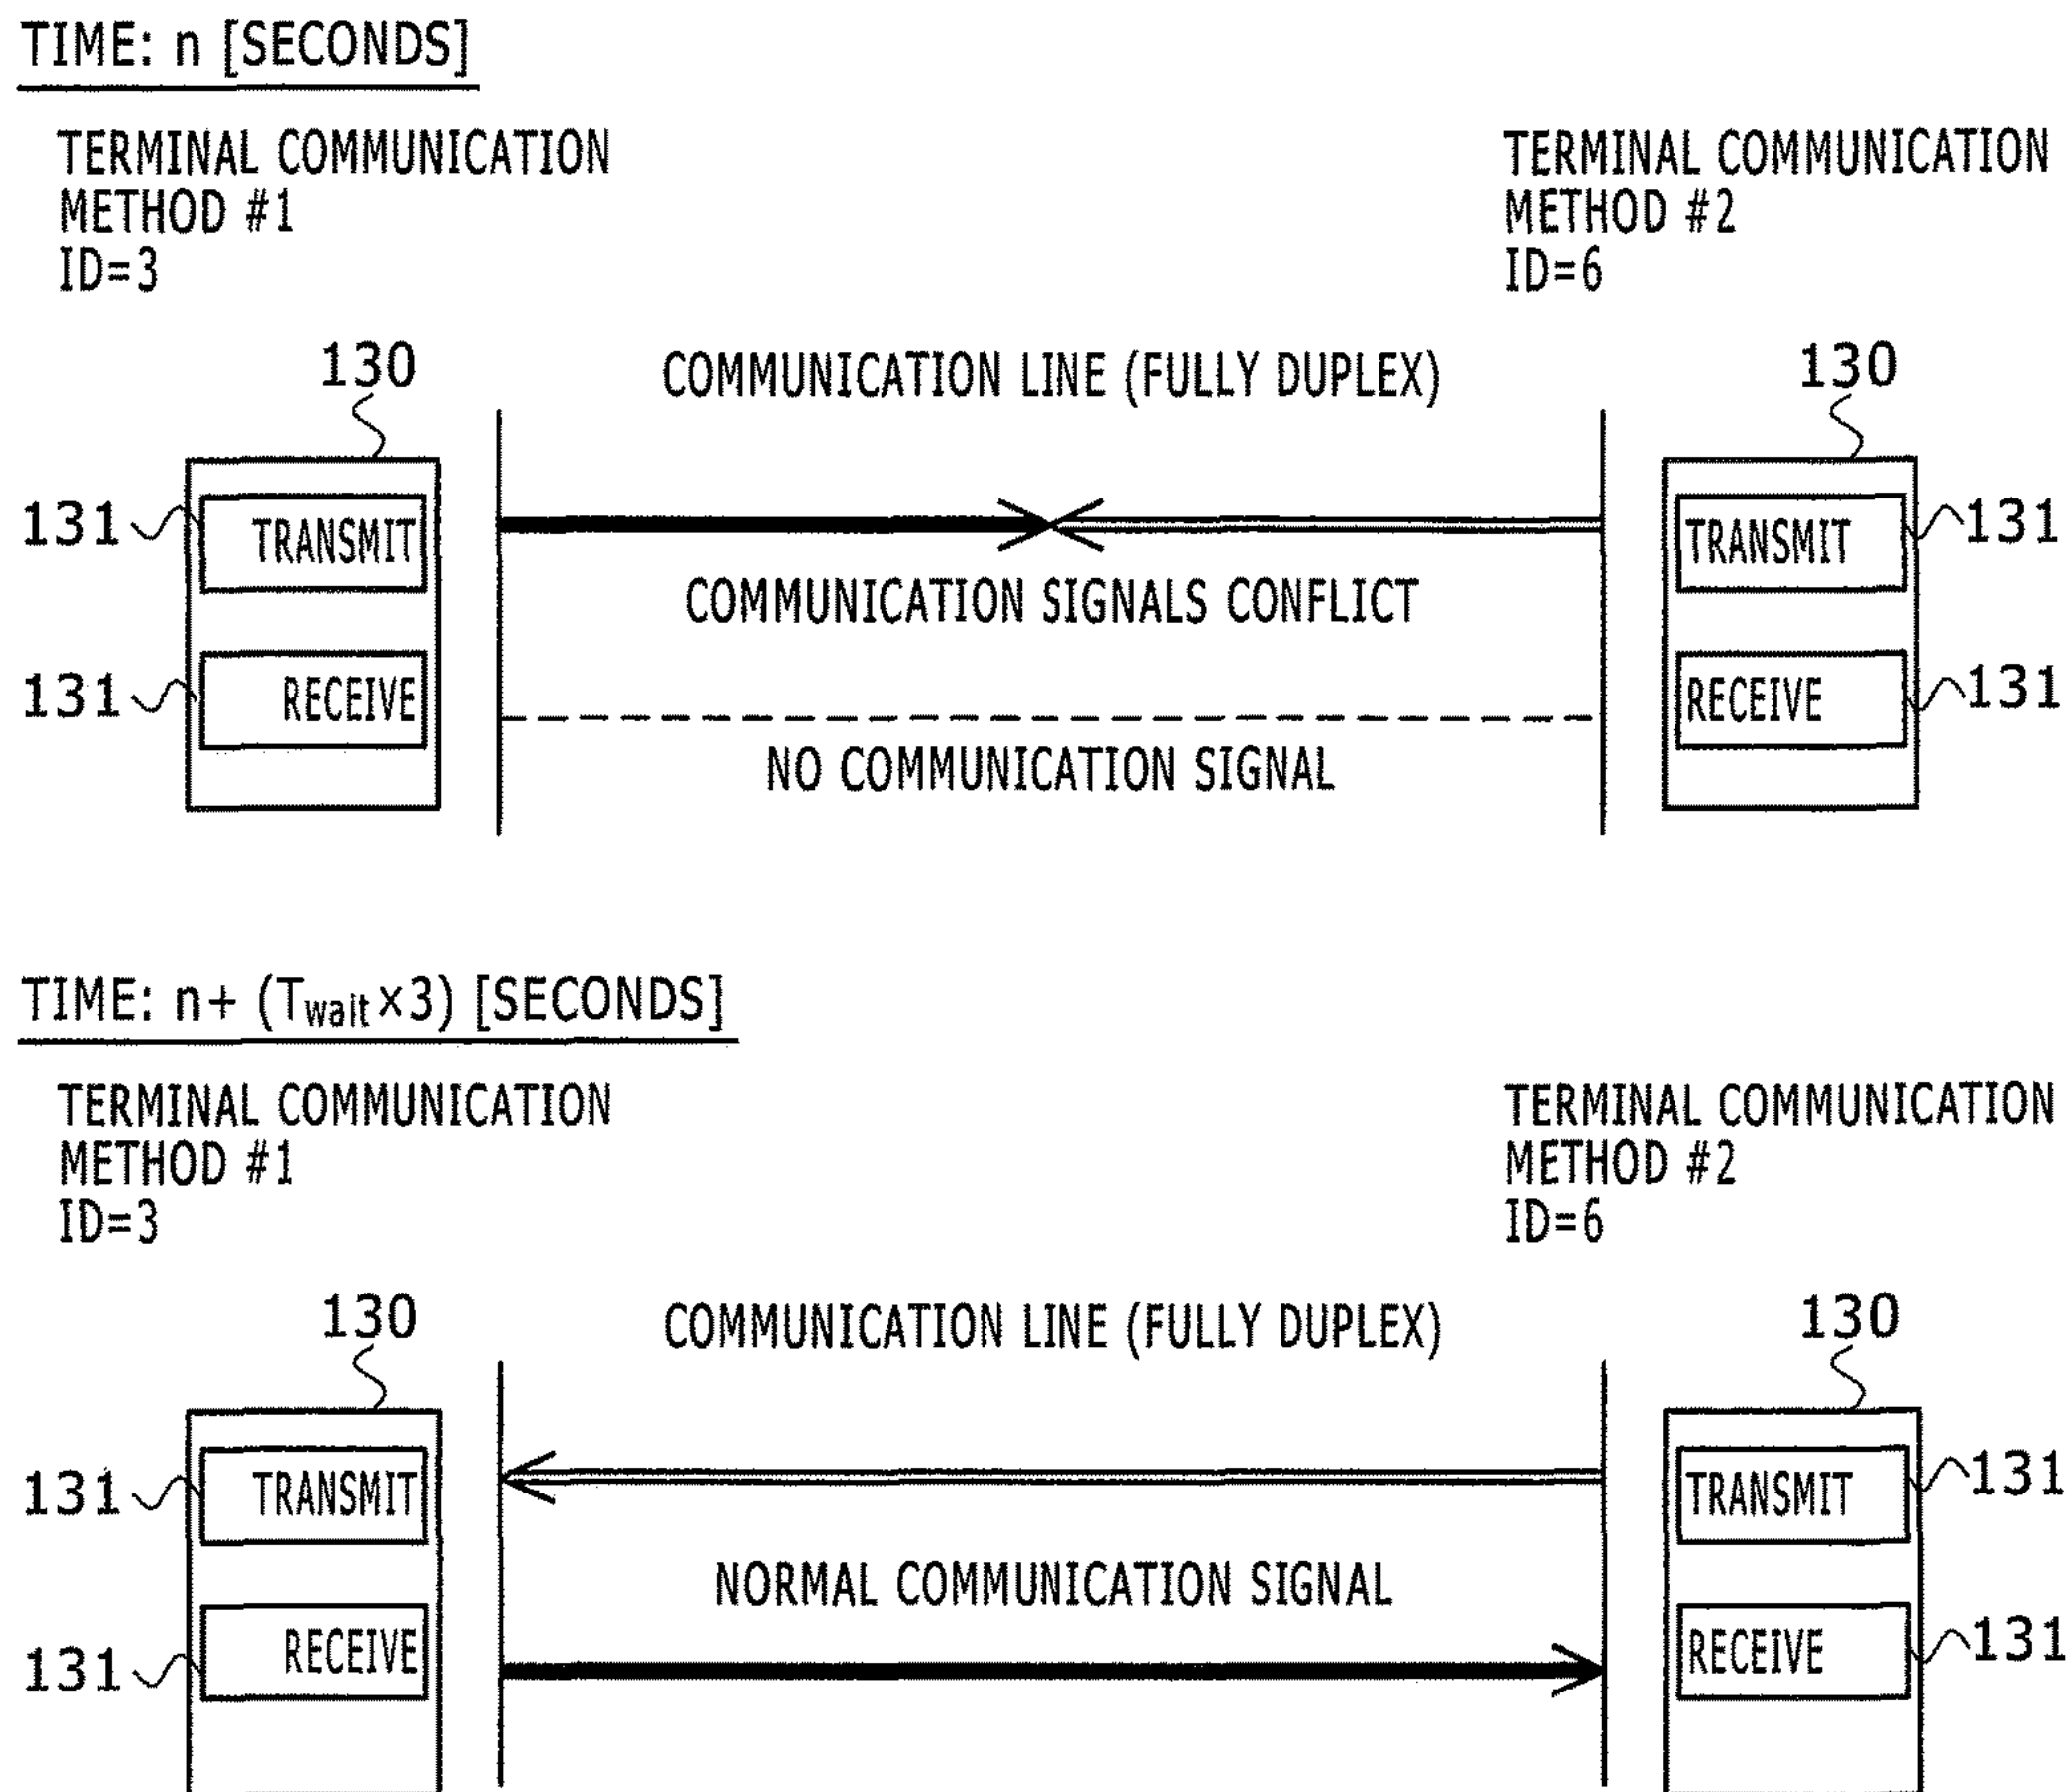 TIME: n [SECONDS]
TERMINAL COMMUNICATION
METHOD #1
ID=3
TERMINAL COMMUNICATION
METHOD #2
ID=6
130
COMMUNICATION LINE (FULLY DUPLEX)
130
131
TRANSMIT
TRANSMIT
131
COMMUNICATION SIGNALS CONFLICT
131
RECEIVE
RECEIVE
131
NO COMMUNICATION SIGNAL
TIME: n+ (Twait×3) [SECONDS]
TERMINAL COMMUNICATION
METHOD #1
ID=3
TERMINAL COMMUNICATION
METHOD #2
ID=6
130
COMMUNICATION LINE (FULLY DUPLEX)
130
131
TRANSMIT
TRANSMIT
131
NORMAL COMMUNICATION SIGNAL
131
RECEIVE
RECEIVE
131